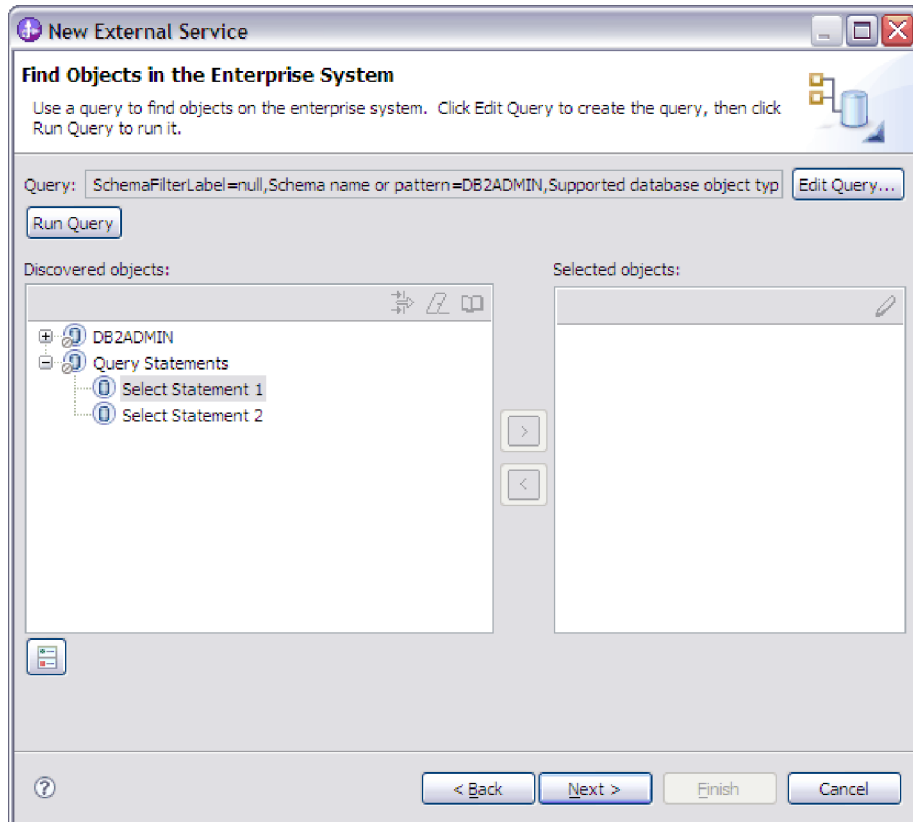 New External Service
Find Objects in the Enterprise System
Use a query to find objects on the enterprise system. Click Edit Query to create the query, then click
Run Query to run it.
Query: SchemaFilterLabel=null,Schema name or pattern=DB2ADMIN,Supported database object typ Edit Query...
Run Query
Discovered objects: Selected objects:
DB2ADMIN
Query Statements
Select Statement 1
Select Statement 2
>
<
? < Back Next > Finish Cancel